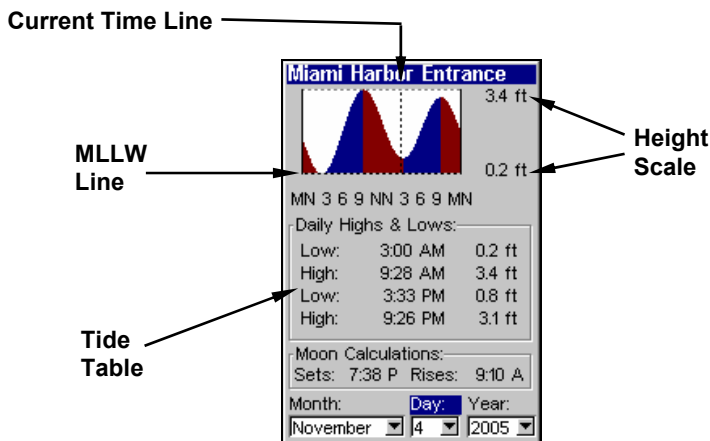 Current Time Line
Miami Harbor Entrance
3.4 ft
Height
Scale
MLLW
Line
0.2 ft
MN 3 6 9 NN 3 6 9 MN
Daily Highs & Lows:
Low: 3:00 AM 0.2 ft
High: 9:28 AM 3.4 ft
Low: 3:33 PM 0.8 ft
High: 9:26 PM 3.1 ft
Tide
Table
Moon Calculations:
Sets: 7:38 P Rises: 9:10 A
Month: Day: Year:
November 4 2005